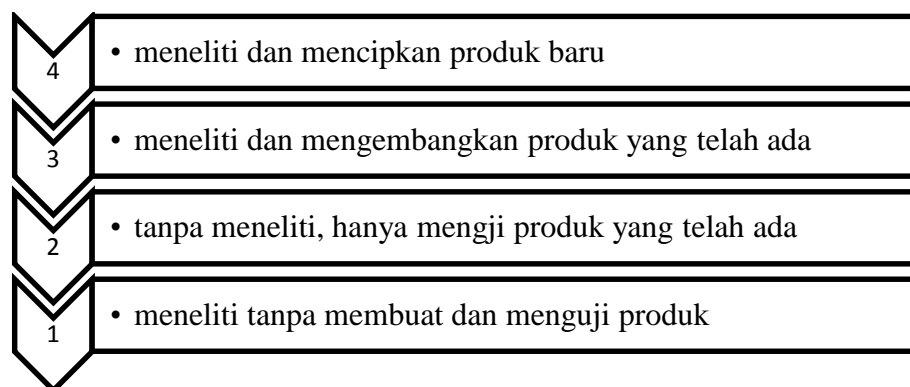 4
• meneliti dan mencipkan produk baru
3
• meneliti dan mengembangkan produk yang telah ada
2
• tanpa meneliti, hanya mengji produk yang telah ada
1
• meneliti tanpa membuat dan menguji produk